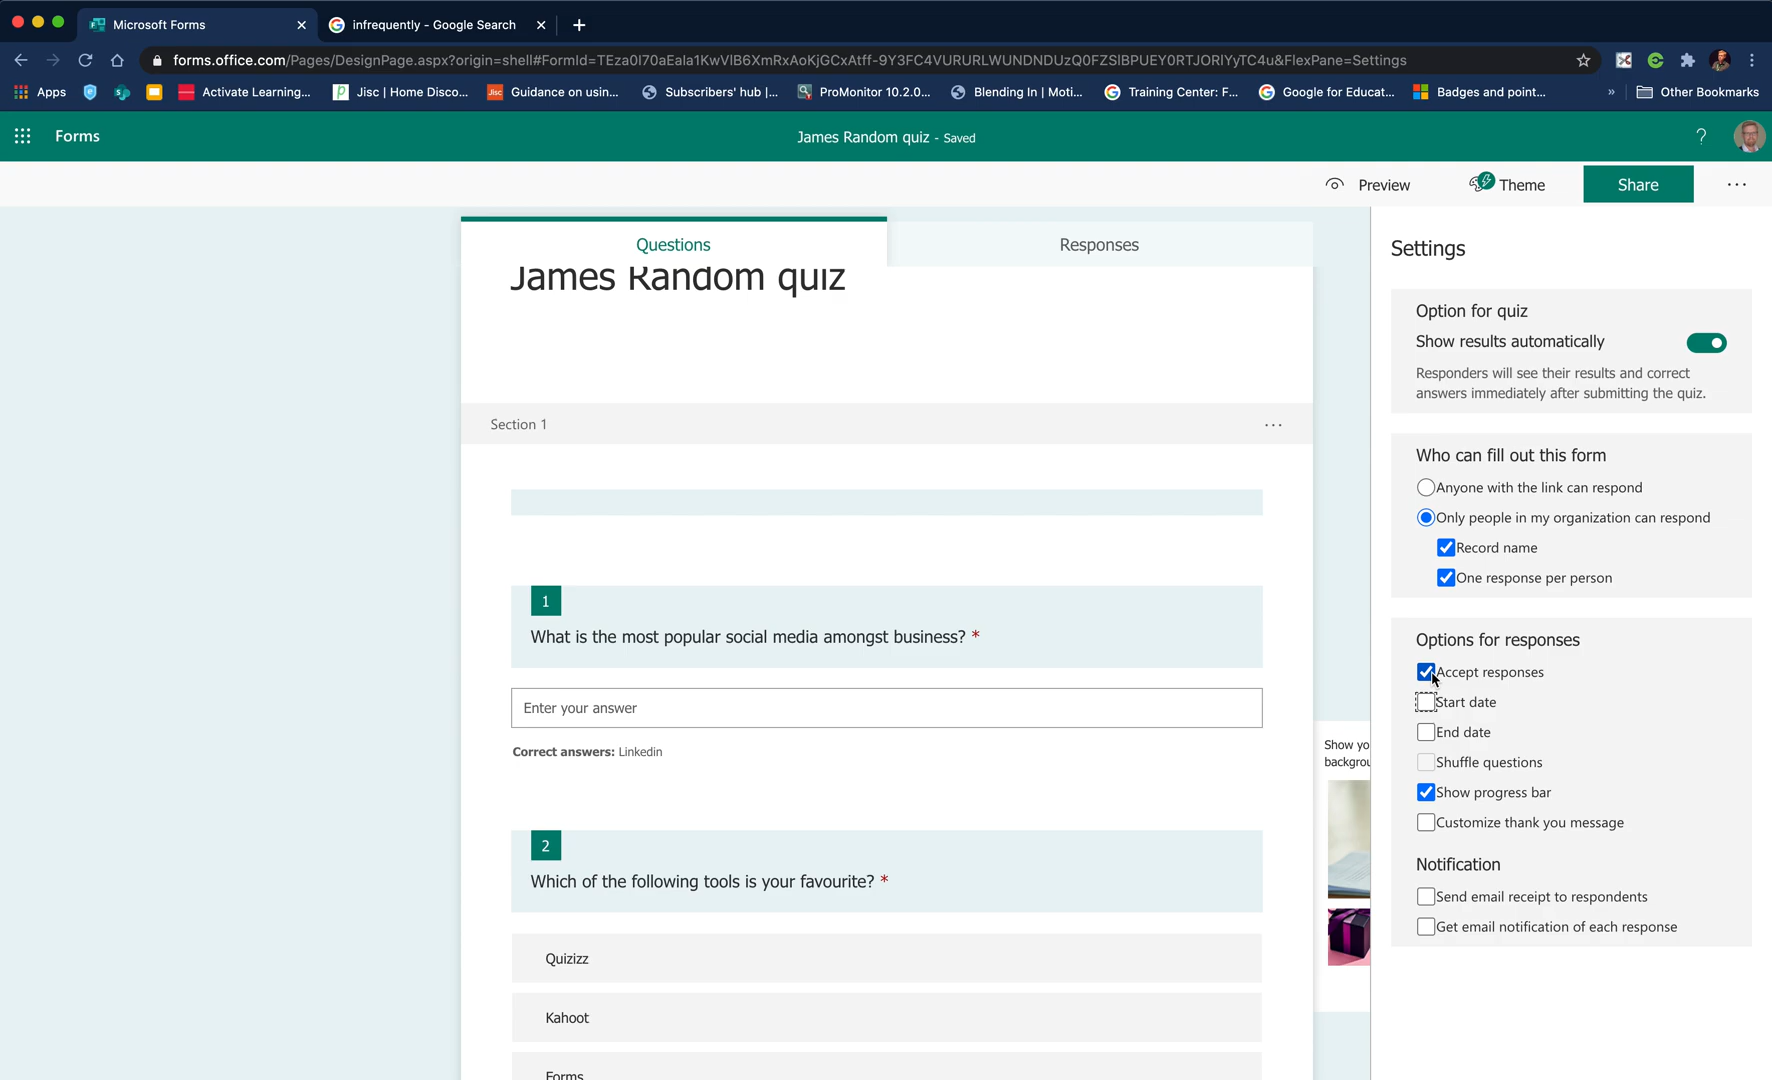 Microsoft Forms
infrequently - Google Search
forms.office.com/Pages/DesignPage.aspx?origin=shell#FormId=TEza0I70aEaIa1KwVlB6XmRxAoKjGCxAtff-9Y3FC4VURURLWUNDNDUzQ0FZSlBPUEY0RTJORlYyTC4u&FlexPane=Settings
Apps
Activate Learning...
Jisc | Home Disco...
Guidance on usin...
Subscribers' hub |...
ProMonitor 10.2.0...
Blending In | Moti...
Training Center: F...
Google for Educat...
Badges and point...
»
Other Bookmarks
Forms
James Random quiz - Saved
?
Preview
Theme
Share
Questions
Responses
James Random quiz
Section 1
1
What is the most popular social media amongst business? *
Enter your answer
Correct answers: Linkedin
2
Which of the following tools is your favourite? *
Quizizz
Kahoot
Forms
Show yo
backgrou
Settings
Option for quiz
Show results automatically
Responders will see their results and correct
answers immediately after submitting the quiz.
Who can fill out this form
Anyone with the link can respond
Only people in my organization can respond
Record name
One response per person
Options for responses
Accept responses
Start date
End date
Shuffle questions
Show progress bar
Customize thank you message
Notification
Send email receipt to respondents
Get email notification of each response